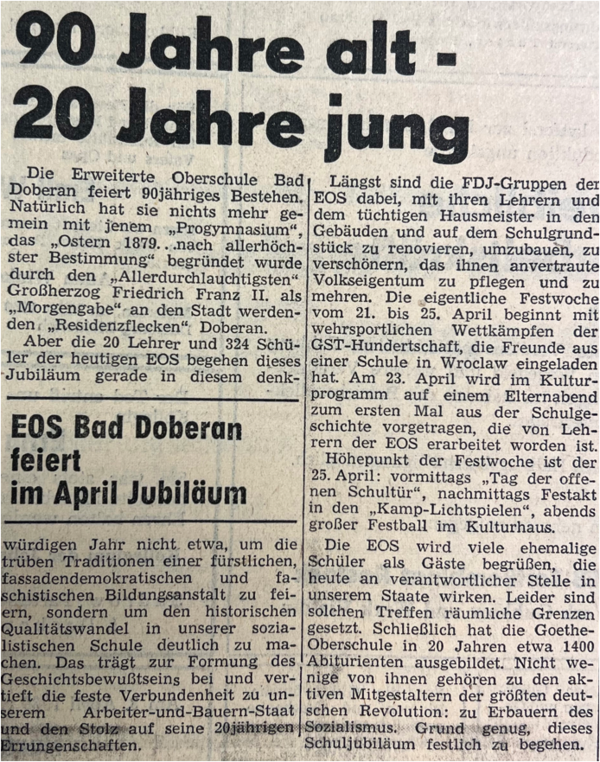 90 Jahre alt -
20 Jahre jung
Die Erweiterte Oberschule Bad
Doberan feiert 90jähriges Bestehen.
Natürlich hat sie nichts mehr ge-
mein mit jenem „Progymnasium“,
das „Ostern 1879...nach allerhöch-
ster Bestimmung“ begründet wurde
durch den „Allerdurchlauchtigsten“
Großherzog Friedrich Franz II. als
„Morgengabe“ an den Stadt werden-
den „Residenzflecken“ Doberan.
Aber die 20 Lehrer und 324 Schü-
ler der heutigen EOS begehen dieses
Jubiläum gerade in diesem denk-
EOS Bad Doberan
feiert
im April Jubiläum
würdigen Jahr nicht etwa, um die
trüben Traditionen einer fürstlichen,
fassadendemokratischen und fa-
schistischen Bildungsanstalt zu fei-
ern, sondern um den historischen
Qualitätswandel in unserer sozia-
listischen Schule deutlich zu ma-
chen. Das trägt zur Formung des
Geschichtsbewußtseins bei und ver-
tieft die feste Verbundenheit zu un-
serem Arbeiter-und-Bauern-Staat
und den Stolz auf seine 20jährigen
Errungenschaften.
Längst sind die FDJ-Gruppen der
EOS dabei, mit ihren Lehrern und
dem tüchtigen Hausmeister in den
Gebäuden und auf dem Schulgrund-
stück zu renovieren, umzubauen, zu
verschönern, das ihnen anvertraute
Volkseigentum zu pflegen und zu
mehren. Die eigentliche Festwoche
vom 21. bis 25. April beginnt mit
wehrsportlichen Wettkämpfen der
GST-Hundertschaft, die Freunde aus
einer Schule in Wroclaw eingeladen
hat. Am 23. April wird im Kultur-
programm auf einem Elternabend
zum ersten Mal aus der Schulge-
schichte vorgetragen, die von Leh-
rern der EOS erarbeitet worden ist.
Höhepunkt der Festwoche ist der
25. April: vormittags „Tag der offe-
nen Schultür“, nachmittags Festakt
in den „Kamp-Lichtspielen“, abends
großer Festball im Kulturhaus.
Die EOS wird viele ehemalige
Schüler als Gäste begrüßen, die
heute an verantwortlicher Stelle in
unserem Staate wirken. Leider sind
solchen Treffen räumliche Grenzen
gesetzt. Schließlich hat die Goethe-
Oberschule in 20 Jahren etwa 1400
Abiturienten ausgebildet. Nicht we-
nige von ihnen gehören zu den ak-
tiven Mitgestaltern der größten deut-
schen Revolution: zu Erbauern des
Sozialismus. Grund genug, dieses
Schuljubiläum festlich zu begehen.